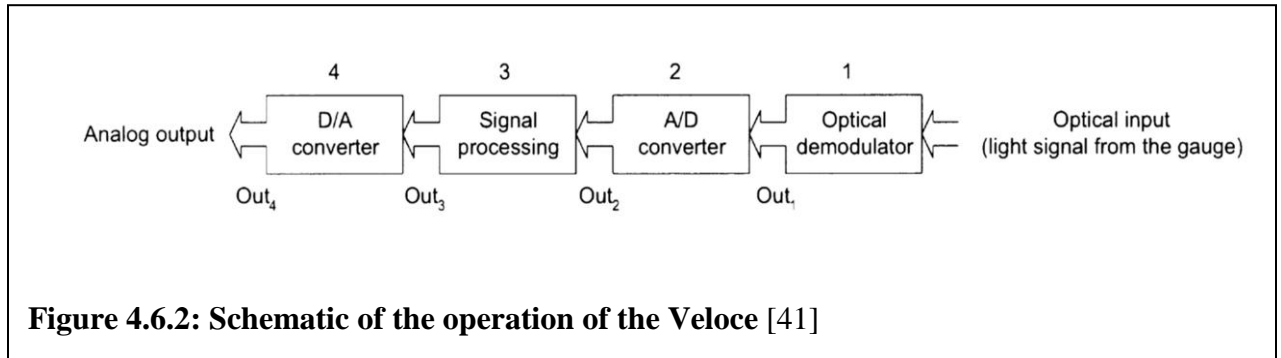 4
3
2
1
Analog output
D/A
converter
Signal
processing
A/D
converter
Optical
demodulator
Optical input
(light signal from the gauge)
Out4
Out3
Out2
Out1
Figure 4.6.2: Schematic of the operation of the Veloce [41]